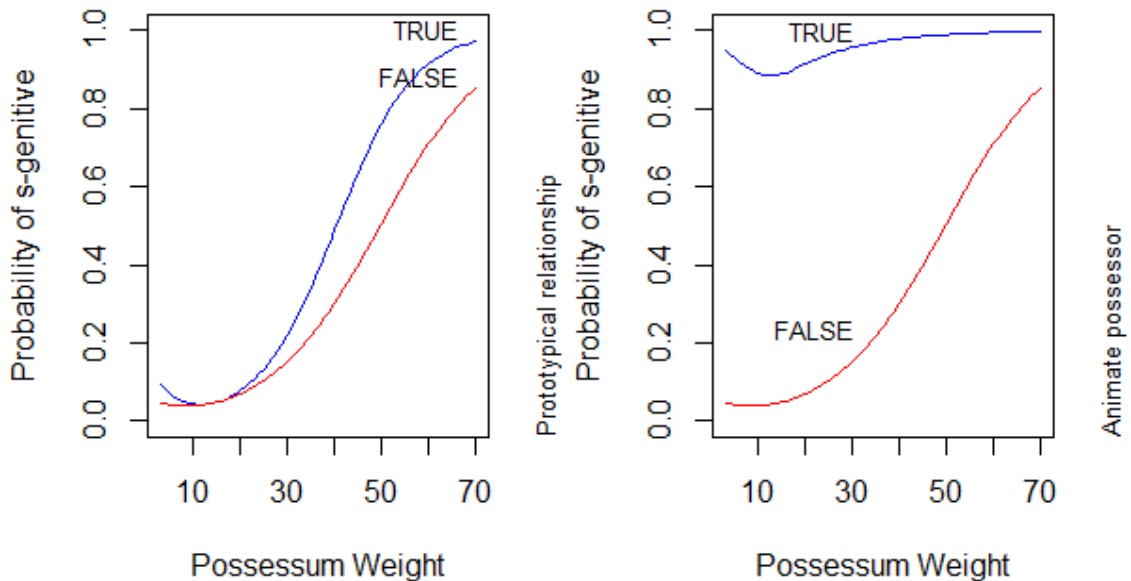 Probability of s-genitive
1.0
0.8
0.6
0.4
0.2
0.0
TRUE
FALSE
10
30
50
70
Possessum Weight
Prototypical relationship
Probability of s-genitive
1.0
0.8
0.6
0.4
0.2
0.0
TRUE
FALSE
10
30
50
70
Possessum Weight
Animate possessor